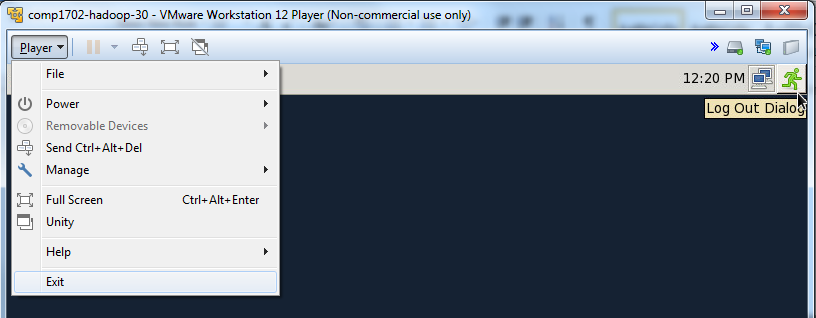 comp1702-hadoop-30 - VMware Workstation 12 Player (Non-commercial use only)
Player
File
12:20 PM
Power
Log Out Dialog
Removable Devices
Send Ctrl+Alt+Del
Manage
Full Screen Ctrl+Alt+Enter
Unity
Help
Exit